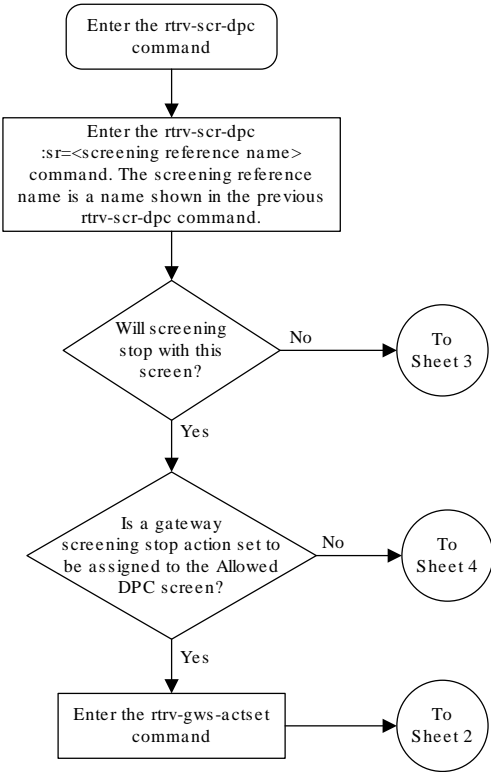 Enter the rtrv-scr-dpc
command
Enter the rtrv-scr-dpc
:sr=<screening reference name>
command. The screening reference
name is a name shown in the previous
rtrv-scr-dpc command.
Will screening
stop with this
screen?
No
To
Sheet 3
Yes
Is a gateway
screening stop action set to
be assigned to the Allowed
DPC screen?
No
To
Sheet 4
Yes
Enter the rtrv-gws-actset
command
To
Sheet 2